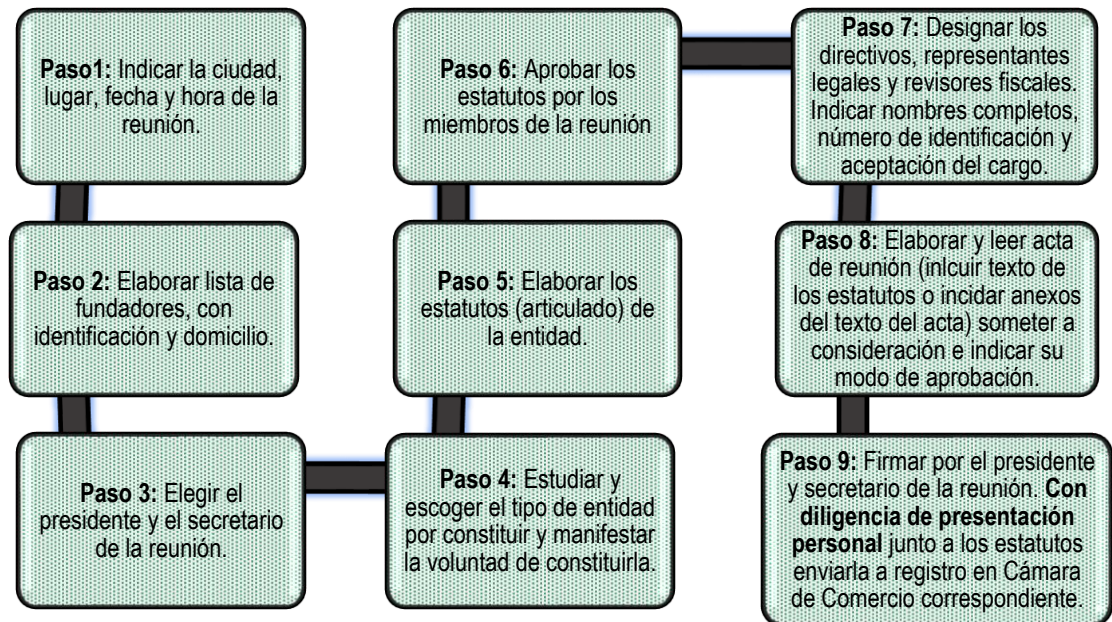 Paso1: Indicar la ciudad,
lugar, fecha y hora de la
reunión.
Paso 2: Elaborar lista de
fundadores, con
identificación y domicilio.
Paso 3: Elegir el
presidente y el secretario
de la reunión.
Paso 4: Estudiar y
escoger el tipo de entidad
por constituir y manifestar
la voluntad de constituirla.
Paso 5: Elaborar los
estatutos (articulado) de
la entidad.
Paso 6: Aprobar los
estatutos por los
miembros de la reunión
Paso 7: Designar los
directivos, representantes
legales y revisores fiscales.
Indicar nombres completos,
número de identificación y
aceptación del cargo.
Paso 8: Elaborar y leer acta
de reunión (inlcuir texto de
los estatutos o incidar anexos
del texto del acta) someter a
consideración e indicar su
modo de aprobación.
Paso 9: Firmar por el presidente
y secretario de la reunión. Con
diligencia de presentación
personal junto a los estatutos
enviarla a registro en Cámara
de Comercio correspondiente.